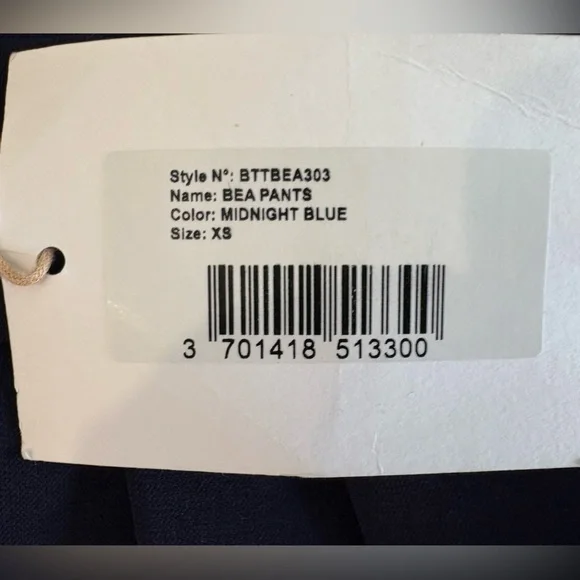 Style N°: BTTBEA303
Name: BEA PANTS
Color: MIDNIGHT BLUE
Size: XS
3 701418 513300